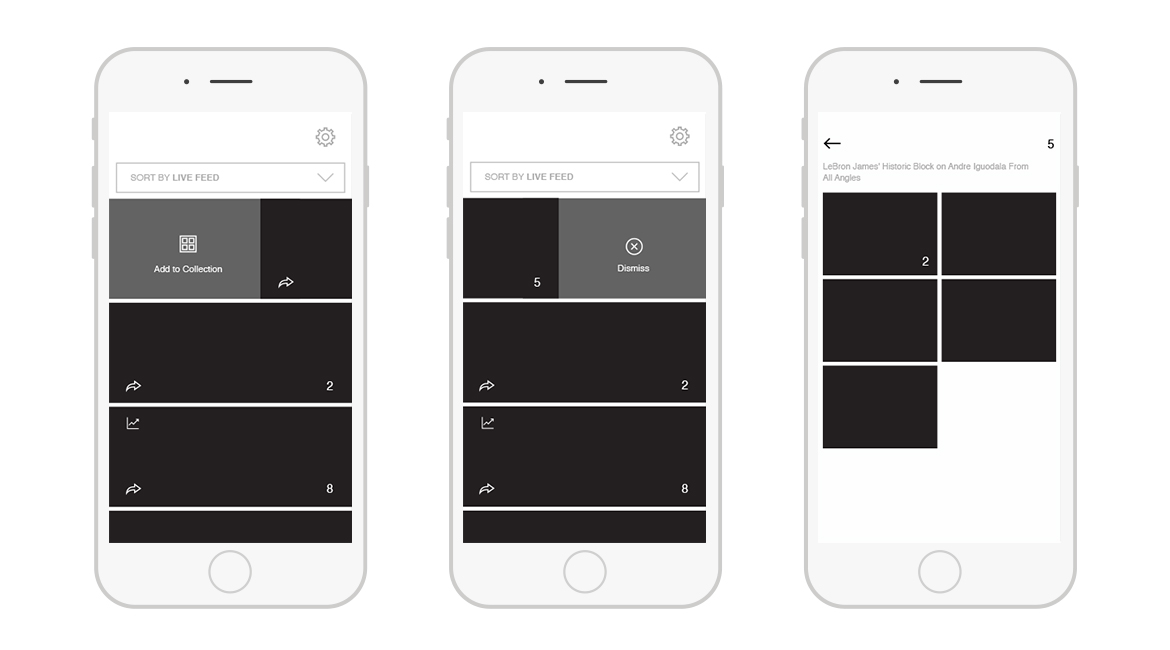 SORT BY LIVE FEED
Add to Collection
2
8
SORT BY LIVE FEED
5
Dismiss
2
8
5
LeBron James' Historic Block on Andre Iguodala From
All Angles
2